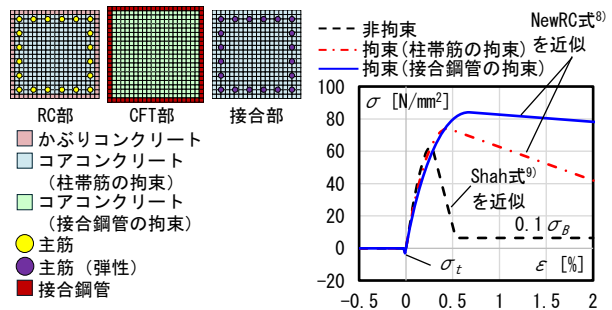 RC部
CFT部
接合部
かぶりコンクリート
コアコンクリート
（柱帯筋の拘束）
コアコンクリート
（接合鋼管の拘束）
主筋
主筋（弾性）
接合鋼管
非拘束
拘束(柱帯筋の拘束)
拘束(接合鋼管の拘束)
NewRC式8)
を近似
σ [N/mm²]
100
80
60
40
20
0
-20
Shah式9)
を近似
0.1σB
σt
ε [%]
-0.5 0 0.5 1 1.5 2